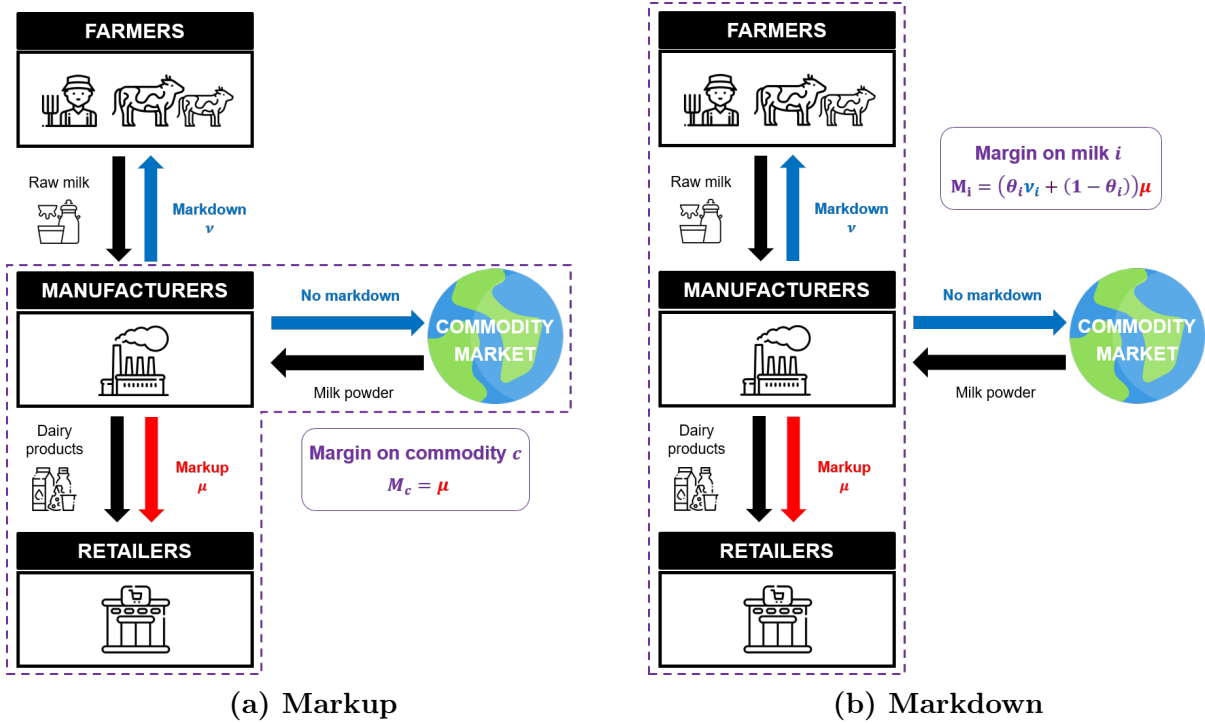 FARMERS
Raw milk
Markdown
ν
MANUFACTURERS
No markdown
COMMODITY
MARKET
Milk powder
Dairy
products
Markup
μ
Margin on commodity c
M_c = μ
RETAILERS
(a) Markup
FARMERS
Margin on milk i
M_i = (θ_iν_i + (1 − θ_i))μ
Raw milk
Markdown
ν
MANUFACTURERS
No markdown
COMMODITY
MARKET
Milk powder
Dairy
products
Markup
μ
RETAILERS
(b) Markdown